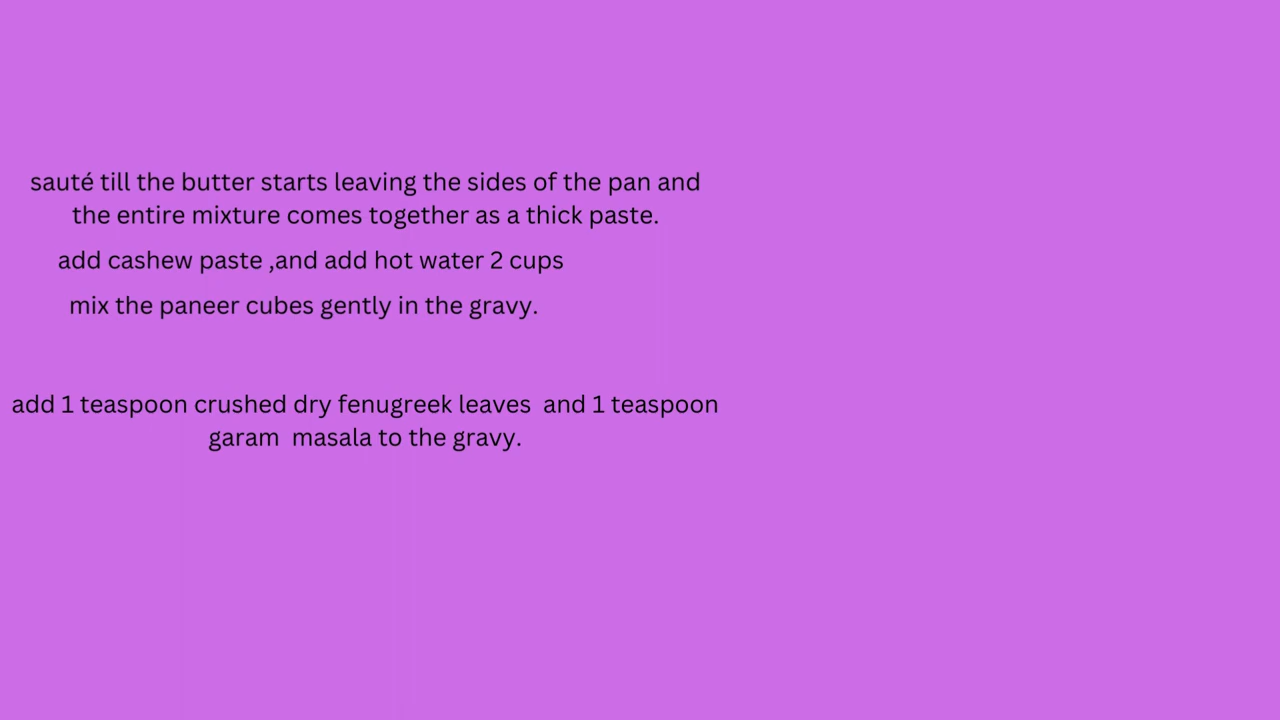 sauté till the butter starts leaving the sides of the pan and
the entire mixture comes together as a thick paste.
add cashew paste ,and add hot water 2 cups
mix the paneer cubes gently in the gravy.
add 1 teaspoon crushed dry fenugreek leaves  and 1 teaspoon
garam  masala to the gravy.